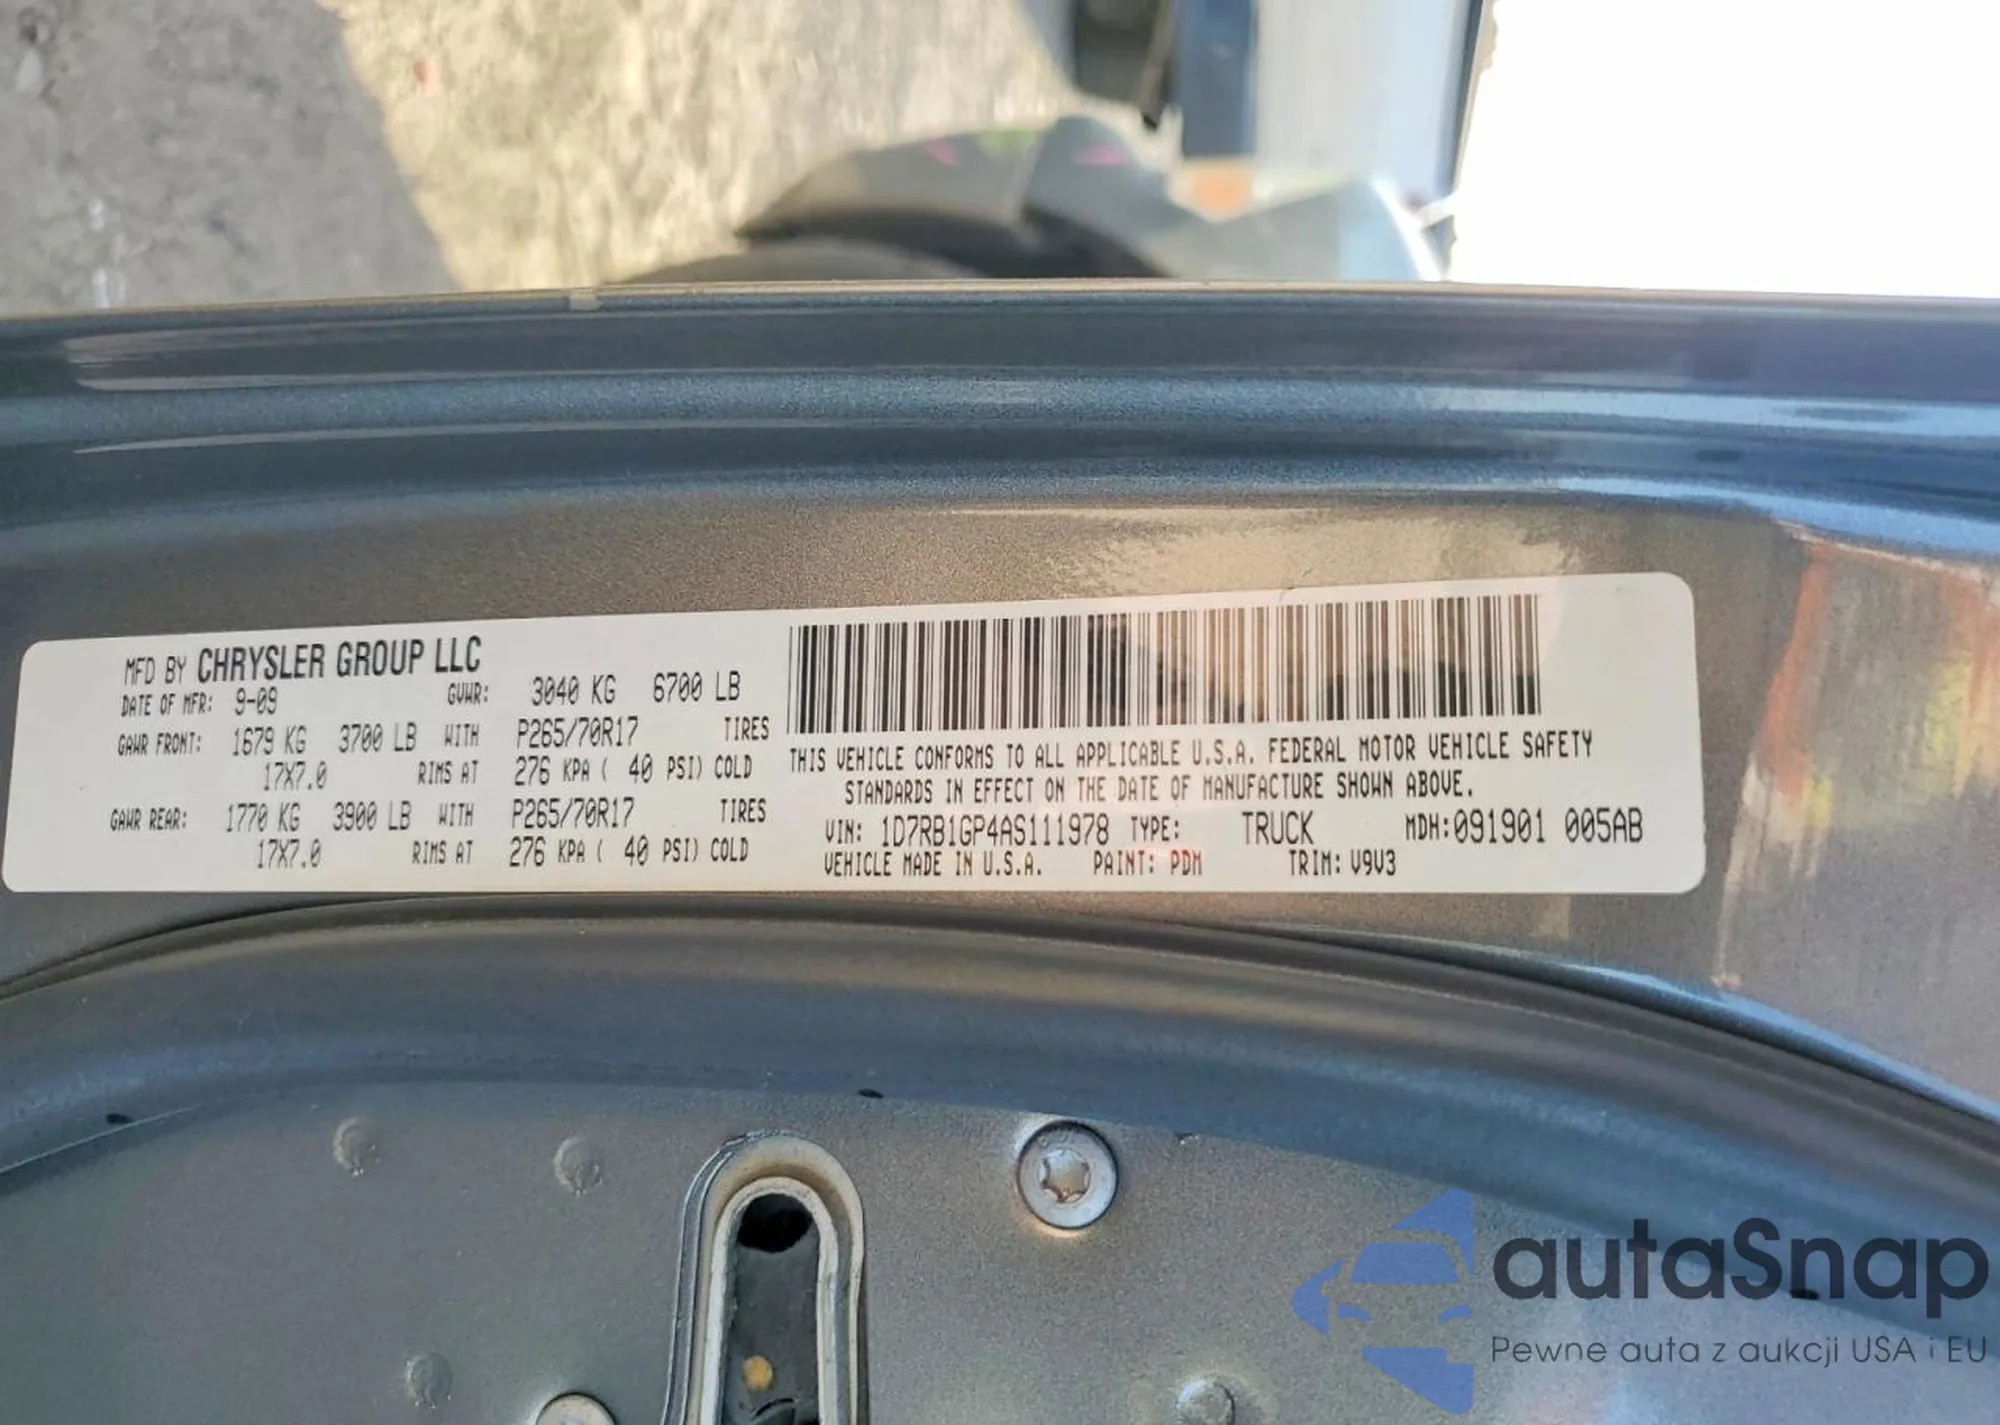 MFD BY CHRYSLER GROUP LLC
DATE OF MFR: 9-09 GVWR: 3040 KG 6700 LB
GAWR FRONT: 1679 KG 3700 LB WITH P265/70R17 TIRES
17X7.0 RIMS AT 276 KPA ( 40 PSI) COLD
GAWR REAR: 1770 KG 3900 LB WITH P265/70R17 TIRES
17X7.0 RIMS AT 276 KPA ( 40 PSI) COLD
THIS VEHICLE CONFORMS TO ALL APPLICABLE U.S.A. FEDERAL MOTOR VEHICLE SAFETY
STANDARDS IN EFFECT ON THE DATE OF MANUFACTURE SHOWN ABOVE.
VIN: 1D7RB1GP4AS111978 TYPE: TRUCK MDH:091901 005AB
VEHICLE MADE IN U.S.A. PAINT: PDM TRIM: V9V3
autaSnap
Pewne auta z aukcji USA i EU